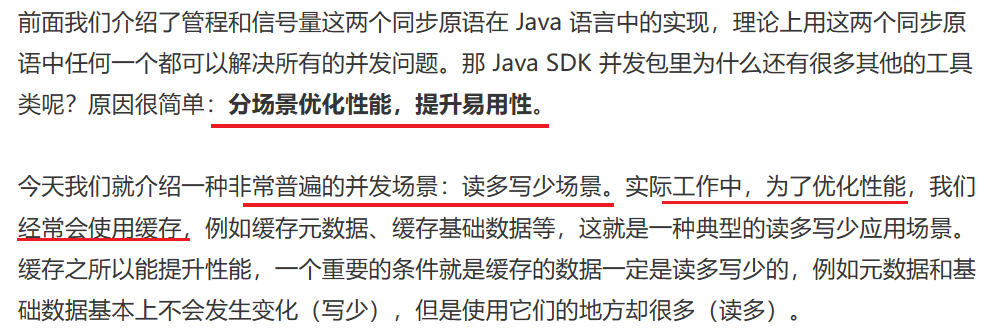 前面我们介绍了管程和信号量这两个同步原语在 Java 语言中的实现，理论上用这两个同步原
语中任何一个都可以解决所有的并发问题。那 Java SDK 并发包里为什么还有很多其他的工具
类呢？原因很简单：分场景优化性能，提升易用性。
今天我们就介绍一种非常普遍的并发场景：读多写少场景。实际工作中，为了优化性能，我们
经常会使用缓存，例如缓存元数据、缓存基础数据等，这就是一种典型的读多写少应用场景。
缓存之所以能提升性能，一个重要的条件就是缓存的数据一定是读多写少的，例如元数据和基
础数据基本上不会发生变化（写少），但是使用它们的地方却很多（读多）。